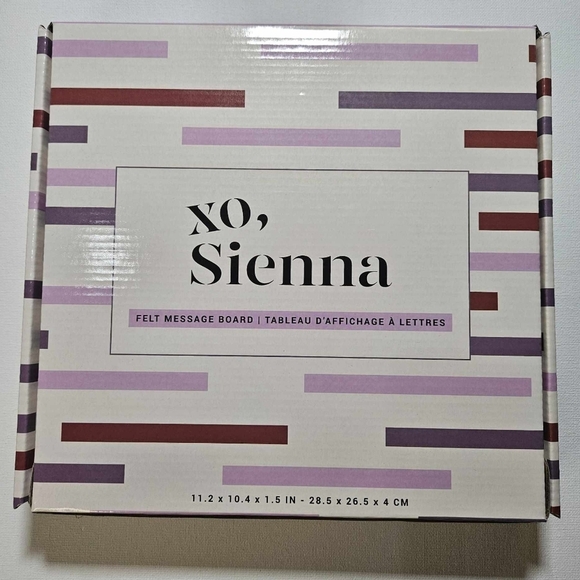 xo,
Sienna
FELT MESSAGE BOARD | TABLEAU D'AFFICHAGE À LETTRES
11.2 x 10.4 x 1.5 IN - 28.5 x 26.5 x 4 CM